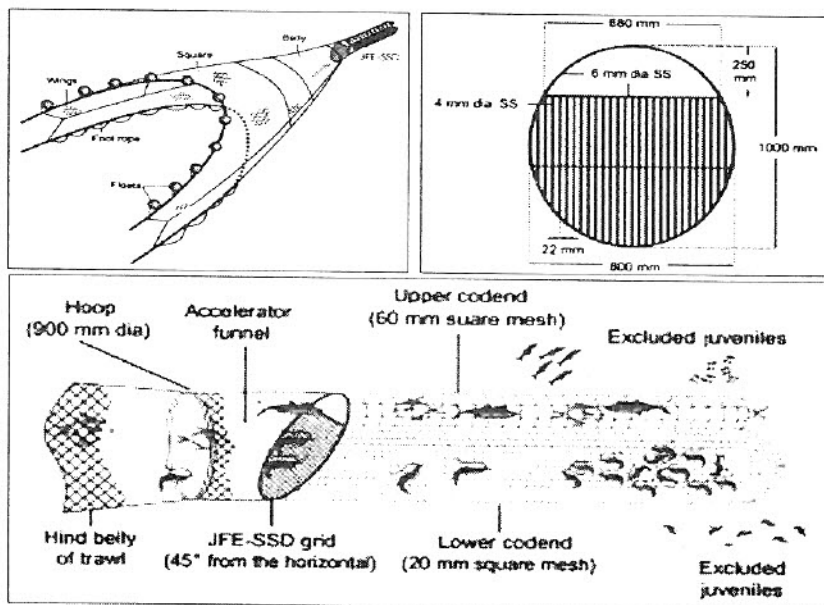 Belly
Square
JFE-SSD
Wings
Foot rope
Floats
680 mm
250
mm
6 mm dia SS
4 mm dia SS
1000 mm
22 mm
800 mm
Hoop
(900 mm dia)
Accelerator
funnel
Upper codend
(60 mm suare mesh)
Excluded juveniles
Hind belly
of trawl
JFE-SSD grid
(45° from the horizontal)
Lower codend
(20 mm square mesh)
Excluded
juveniles